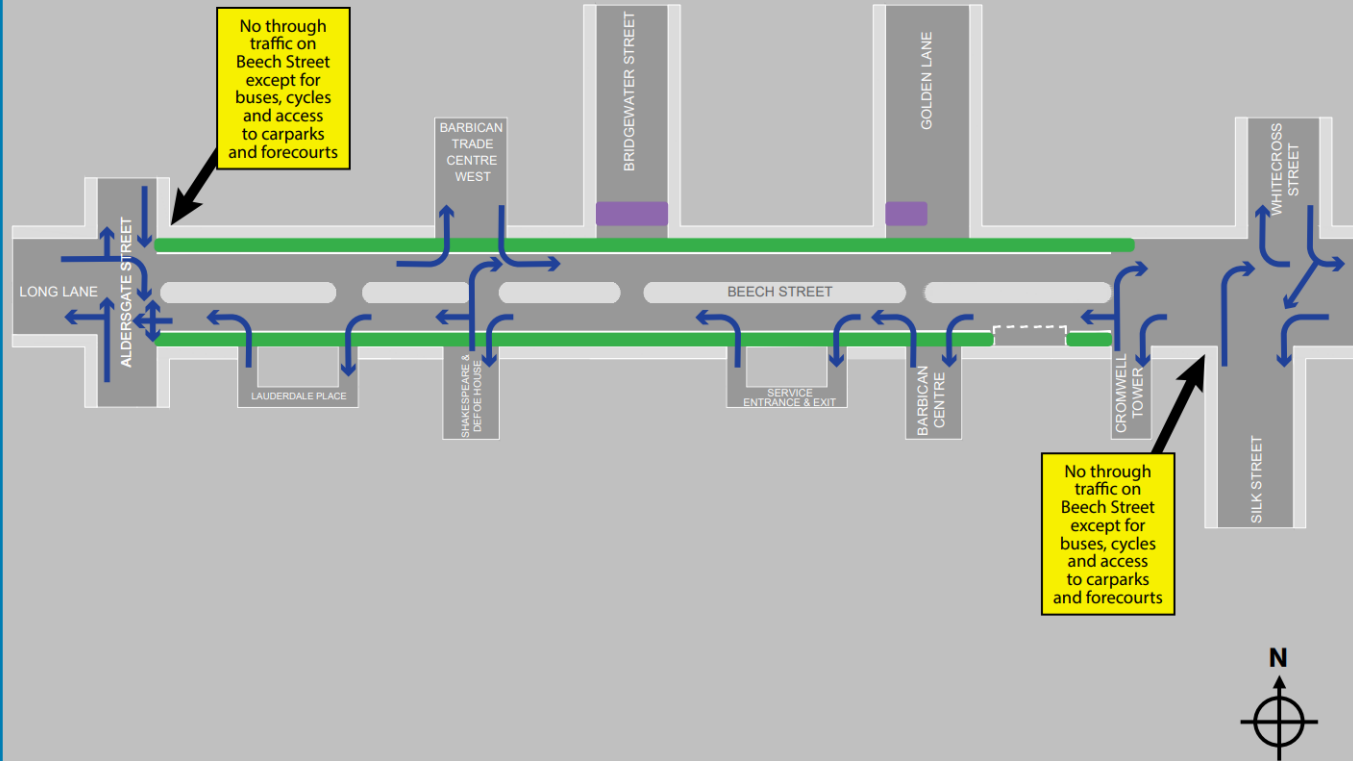 No through
traffic on
Beech Street
except for
buses, cycles
and access
to carparks
and forecourts
BARBICAN
TRADE
CENTRE
WEST
BRIDGEWATER STREET
GOLDEN LANE
WHITECROSS
STREET
LONG LANE
ALDERSGATE STREET
BEECH STREET
LAUDERDALE PLACE
SHAKESPEARE &
DEFOE HOUSE
SERVICE
ENTRANCE & EXIT
BARBICAN
CENTRE
CROMWELL
TOWER
SILK STREET
No through
traffic on
Beech Street
except for
buses, cycles
and access
to carparks
and forecourts
N